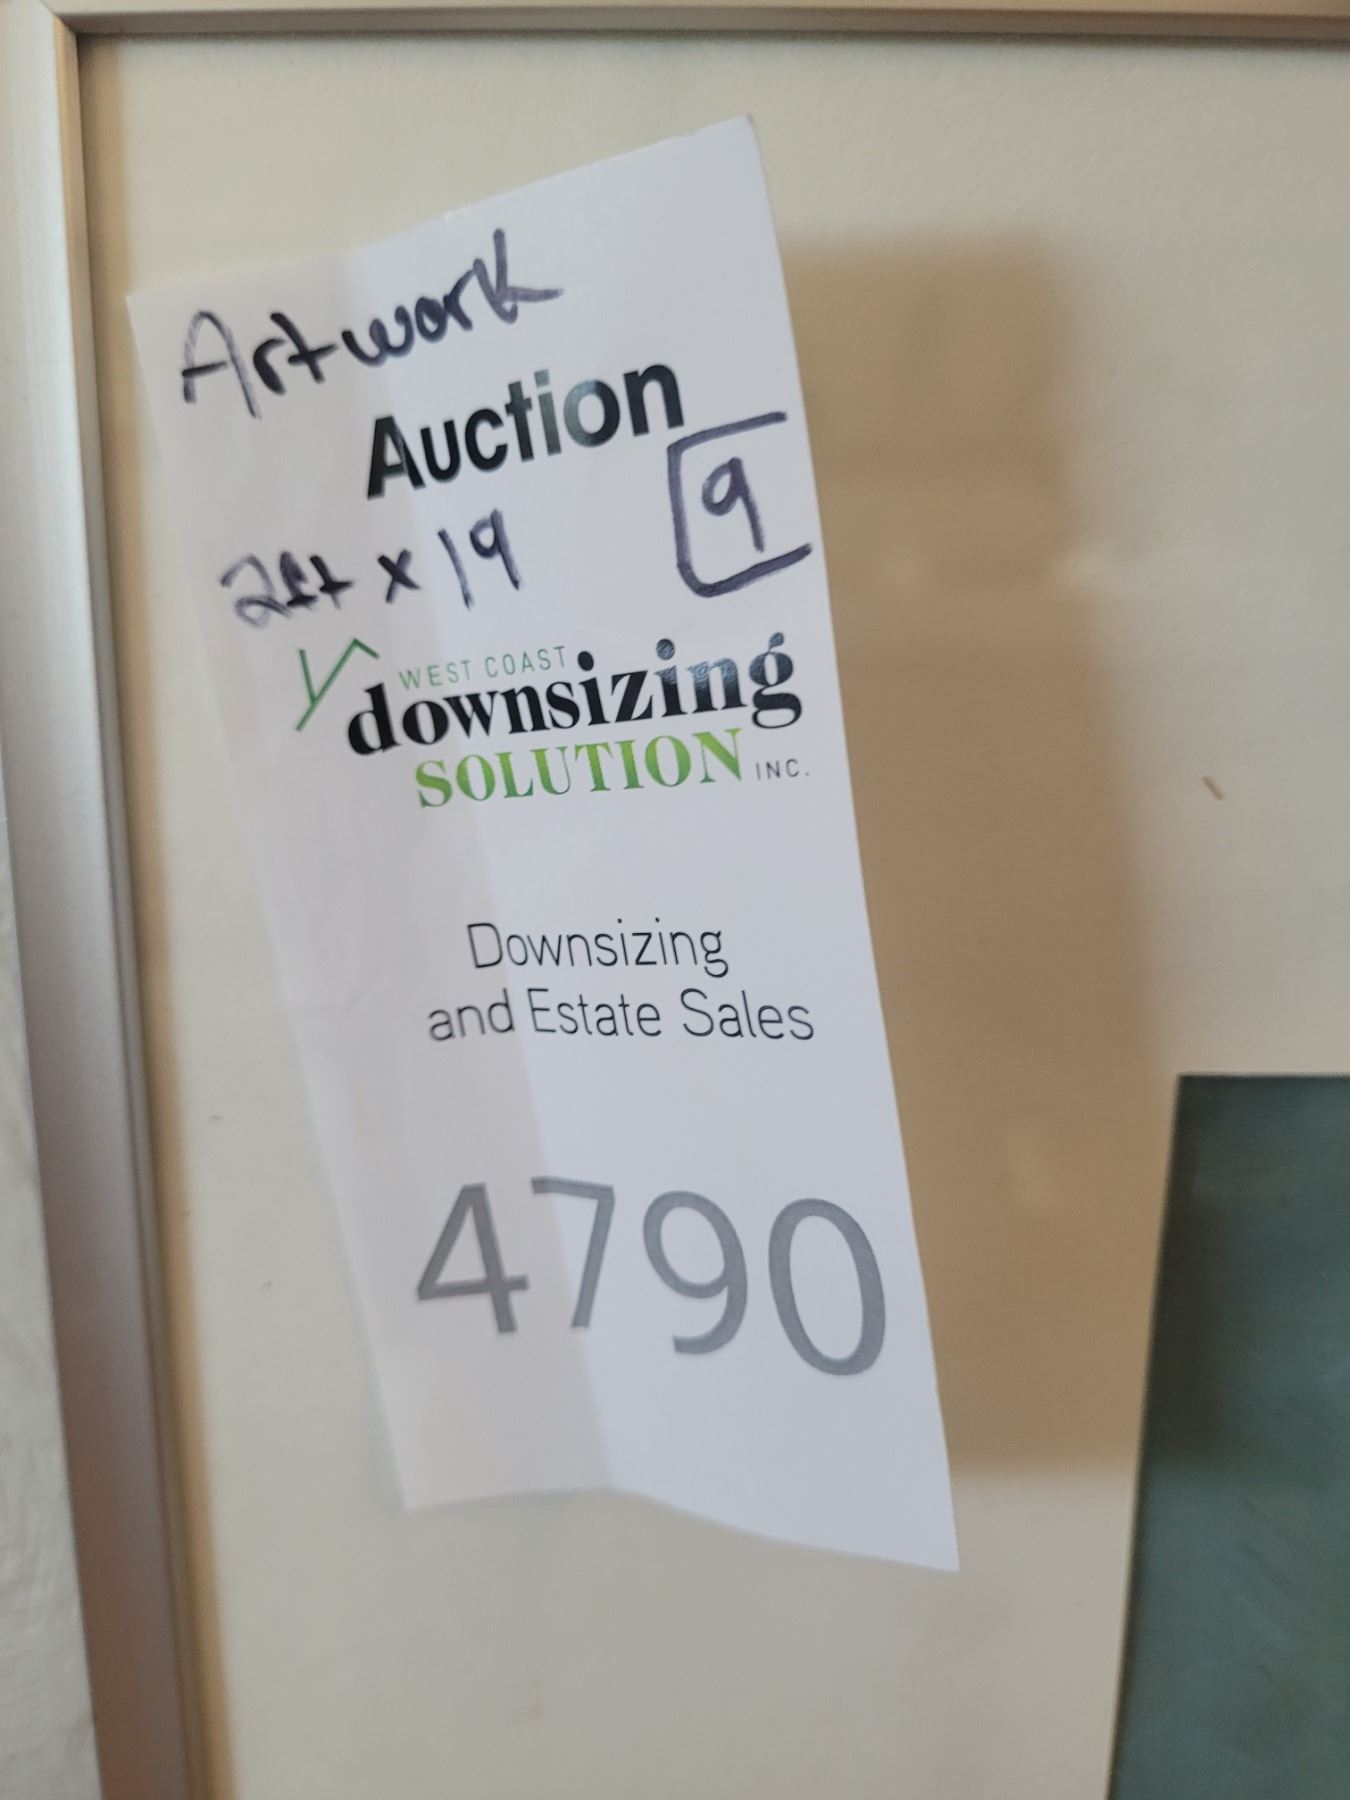 Artwork
Auction
9
2ft x 19
WEST COAST
downsizing
SOLUTION INC.
Downsizing
and Estate Sales
4790